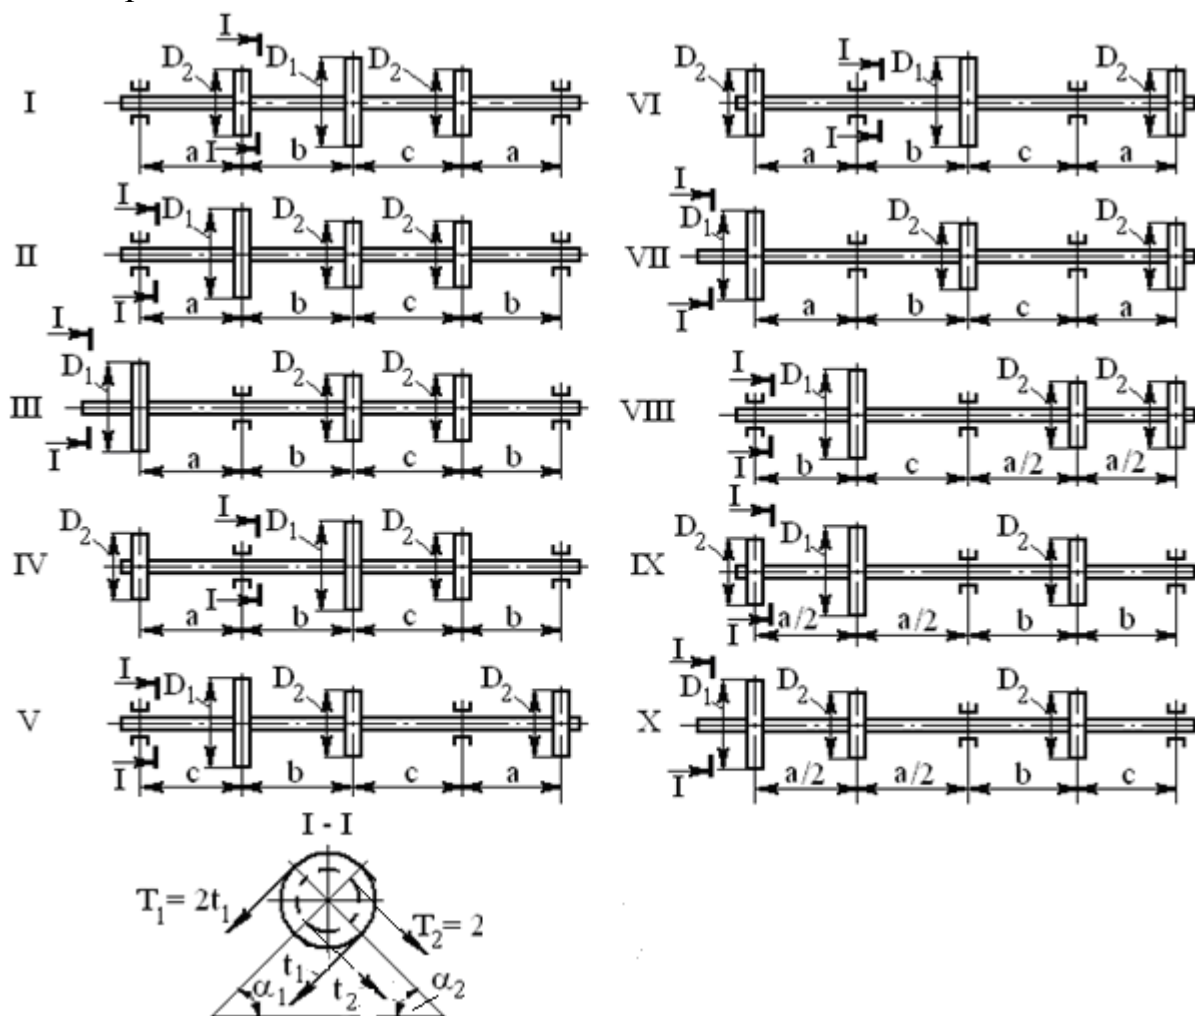 I I
D₂ D₁ D₂
I
I
a b c a
I
D₂ D₁ D₂
VI
I
a b c a
I
D₁ D₂ D₂
II
I
a b c b
I
D₁ D₂ D₂
VII
I
a b c a
I
D₁ D₂ D₂
III
I
a b c b
I
D₁ D₂ D₂
VIII
I
b c a/2 a/2
I
D₂ D₁ D₂
IV
I
a b c b
I
D₂ D₁ D₂
IX
I
a/2 a/2 b b
I
D₁ D₂ D₂
V
I
c b c a
I
D₁ D₂ D₂
X
I
a/2 a/2 b c
I - I
T₁ = 2t₁
T₂ = 2
t₁
t₂
α₁
α₂